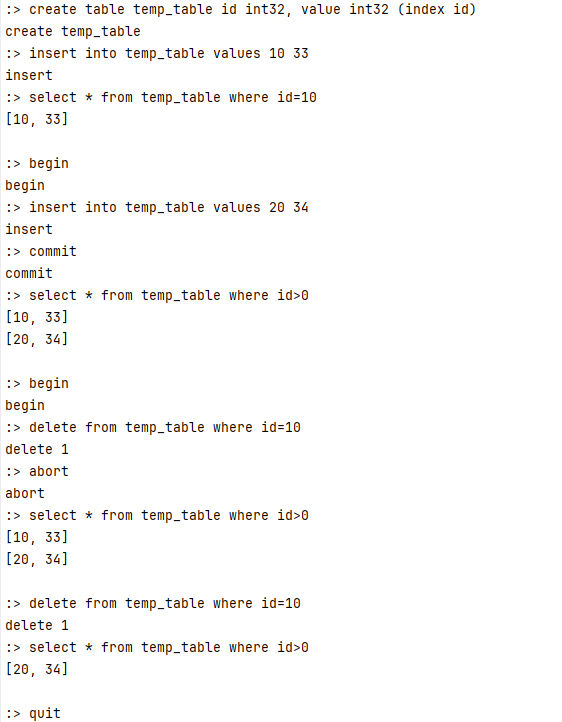 :> create table temp_table id int32, value int32 (index id)
create temp_table
:> insert into temp_table values 10 33
insert
:> select * from temp_table where id=10
[10, 33]
:> begin
begin
:> insert into temp_table values 20 34
insert
:> commit
commit
:> select * from temp_table where id>0
[10, 33]
[20, 34]
:> begin
begin
:> delete from temp_table where id=10
delete 1
:> abort
abort
:> select * from temp_table where id>0
[10, 33]
[20, 34]
:> delete from temp_table where id=10
delete 1
:> select * from temp_table where id>0
[20, 34]
:> quit